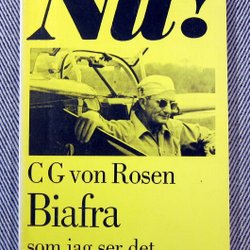 Nu!
C G von Rosen
Biafra
som jag ser det